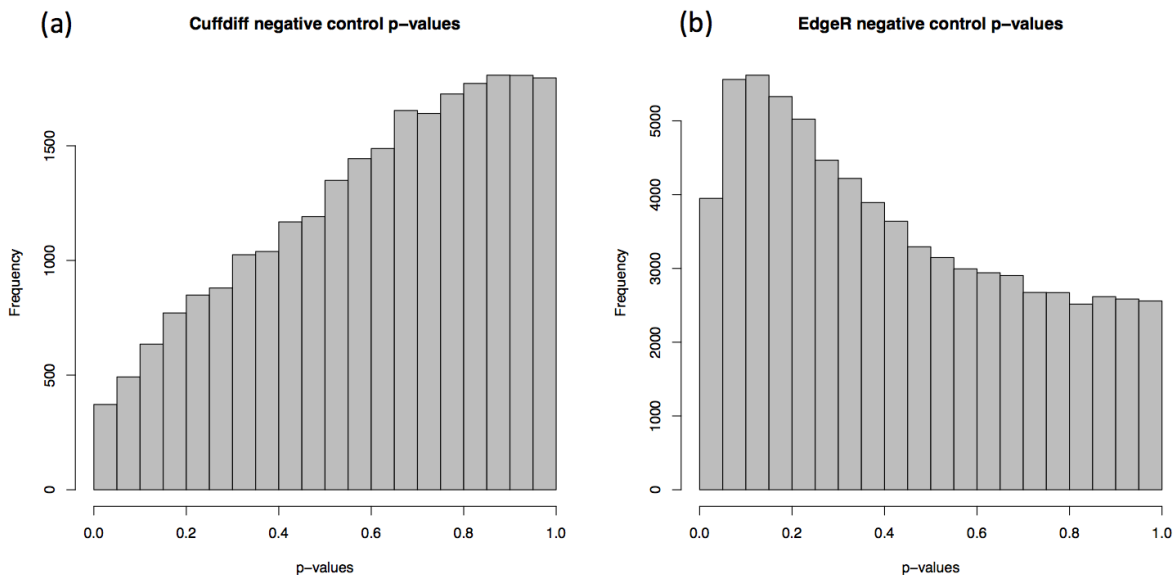 (a)
Cuffdiff negative control p−values
Frequency
1500
1000
500
0
0.0 0.2 0.4 0.6 0.8 1.0
p−values
(b)
EdgeR negative control p−values
Frequency
5000
4000
3000
2000
1000
0
0.0 0.2 0.4 0.6 0.8 1.0
p−values